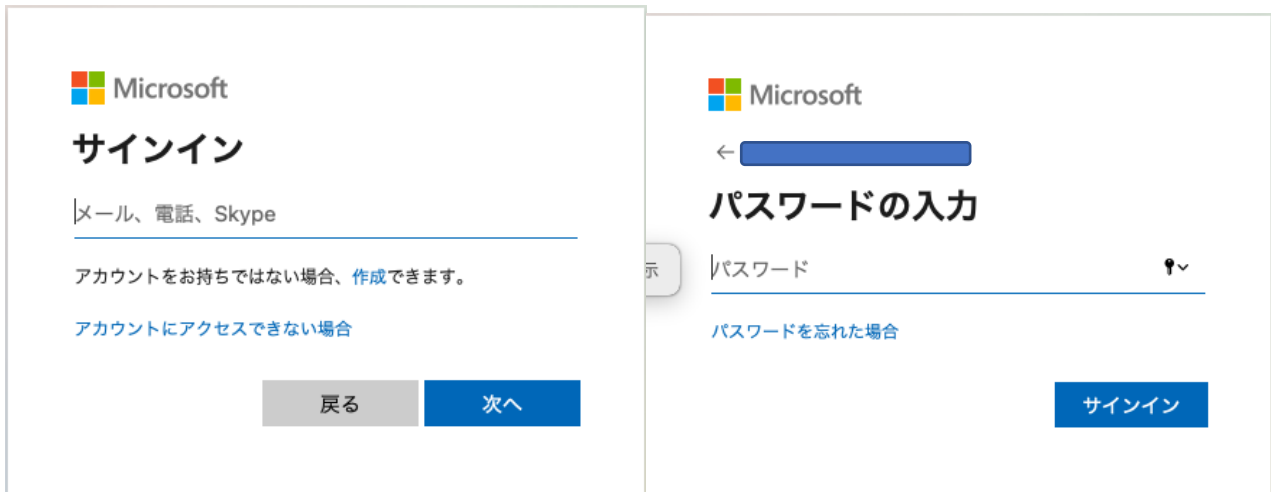 Microsoft
サインイン
メール、電話、Skype
アカウントをお持ちではない場合、作成できます。
アカウントにアクセスできない場合
戻る
次へ
Microsoft
パスワードの入力
示
パスワード
パスワードを忘れた場合
サインイン